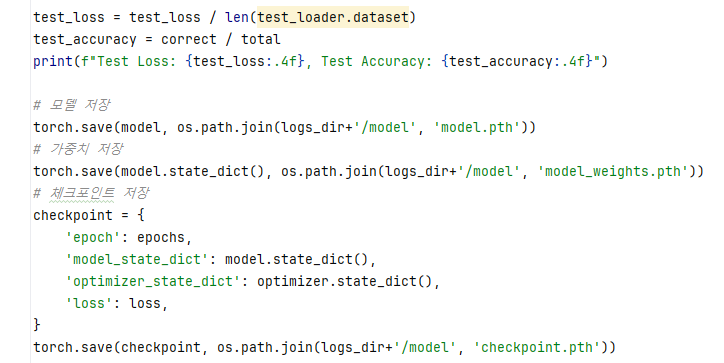 test_loss = test_loss / len(test_loader.dataset)
test_accuracy = correct / total
print(f"Test Loss: {test_loss:.4f}, Test Accuracy: {test_accuracy:.4f}")
# 모델 저장
torch.save(model, os.path.join(logs_dir+'/model', 'model.pth'))
# 가중치 저장
torch.save(model.state_dict(), os.path.join(logs_dir+'/model', 'model_weights.pth'))
# 체크포인트 저장
checkpoint = {
    'epoch': epochs,
    'model_state_dict': model.state_dict(),
    'optimizer_state_dict': optimizer.state_dict(),
    'loss': loss,
}
torch.save(checkpoint, os.path.join(logs_dir+'/model', 'checkpoint.pth'))